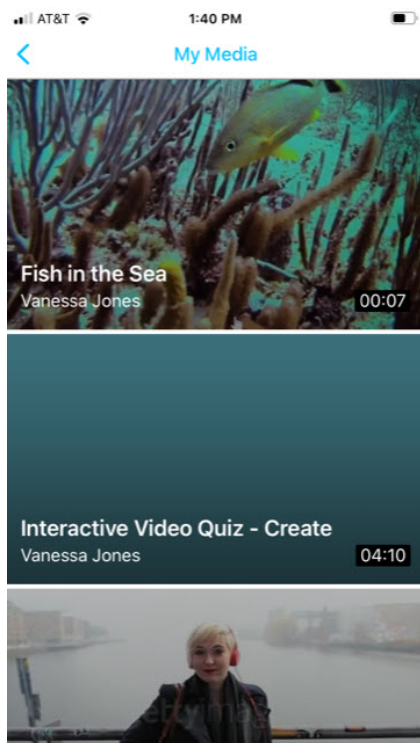 AT&T
1:40 PM
My Media
Fish in the Sea
Vanessa Jones
00:07
Interactive Video Quiz - Create
Vanessa Jones
04:10